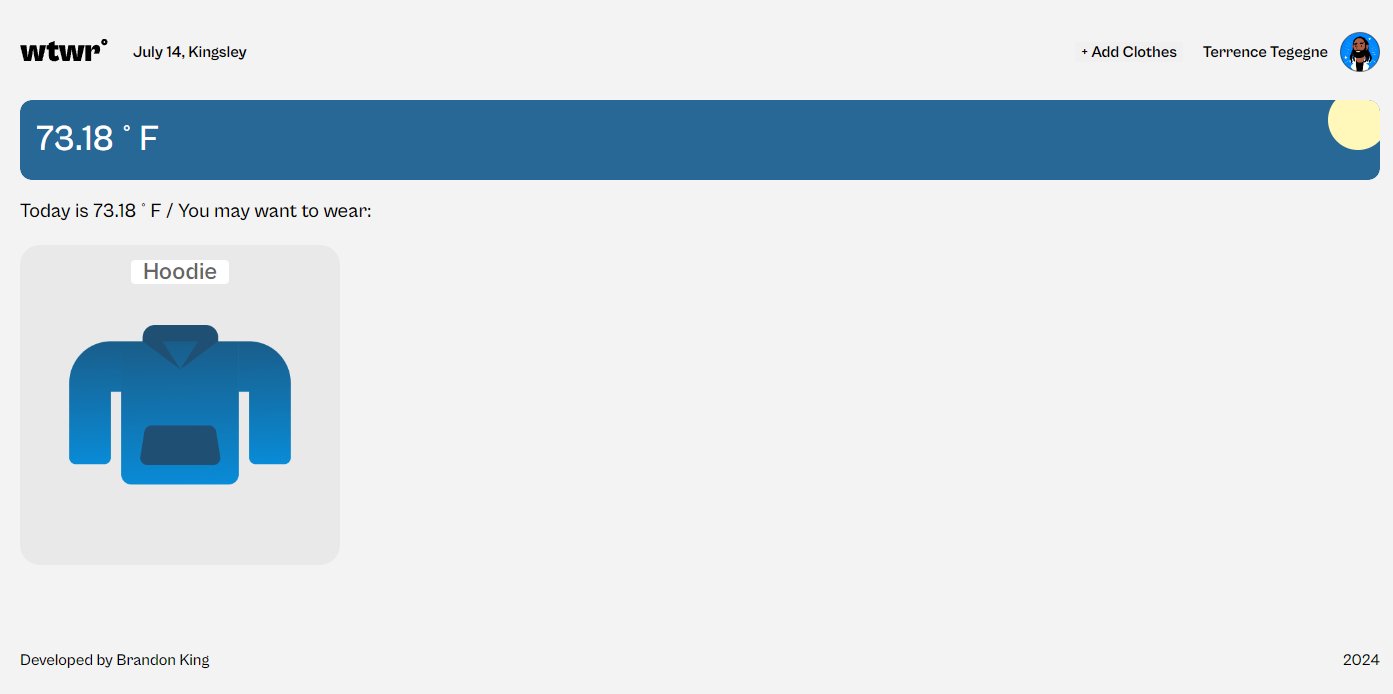 wtwr°
July 14, Kingsley
+ Add Clothes
Terrence Tegegne
73.18 ° F
Today is 73.18 ° F / You may want to wear:
Hoodie
Developed by Brandon King
2024